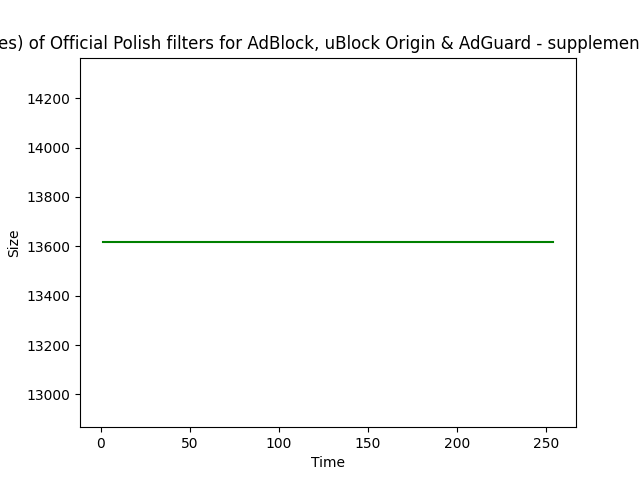 es) of Official Polish filters for AdBlock, uBlock Origin & AdGuard - supplemen
14200
14000
13800
13600
13400
13200
13000
Size
0 50 100 150 200 250
Time